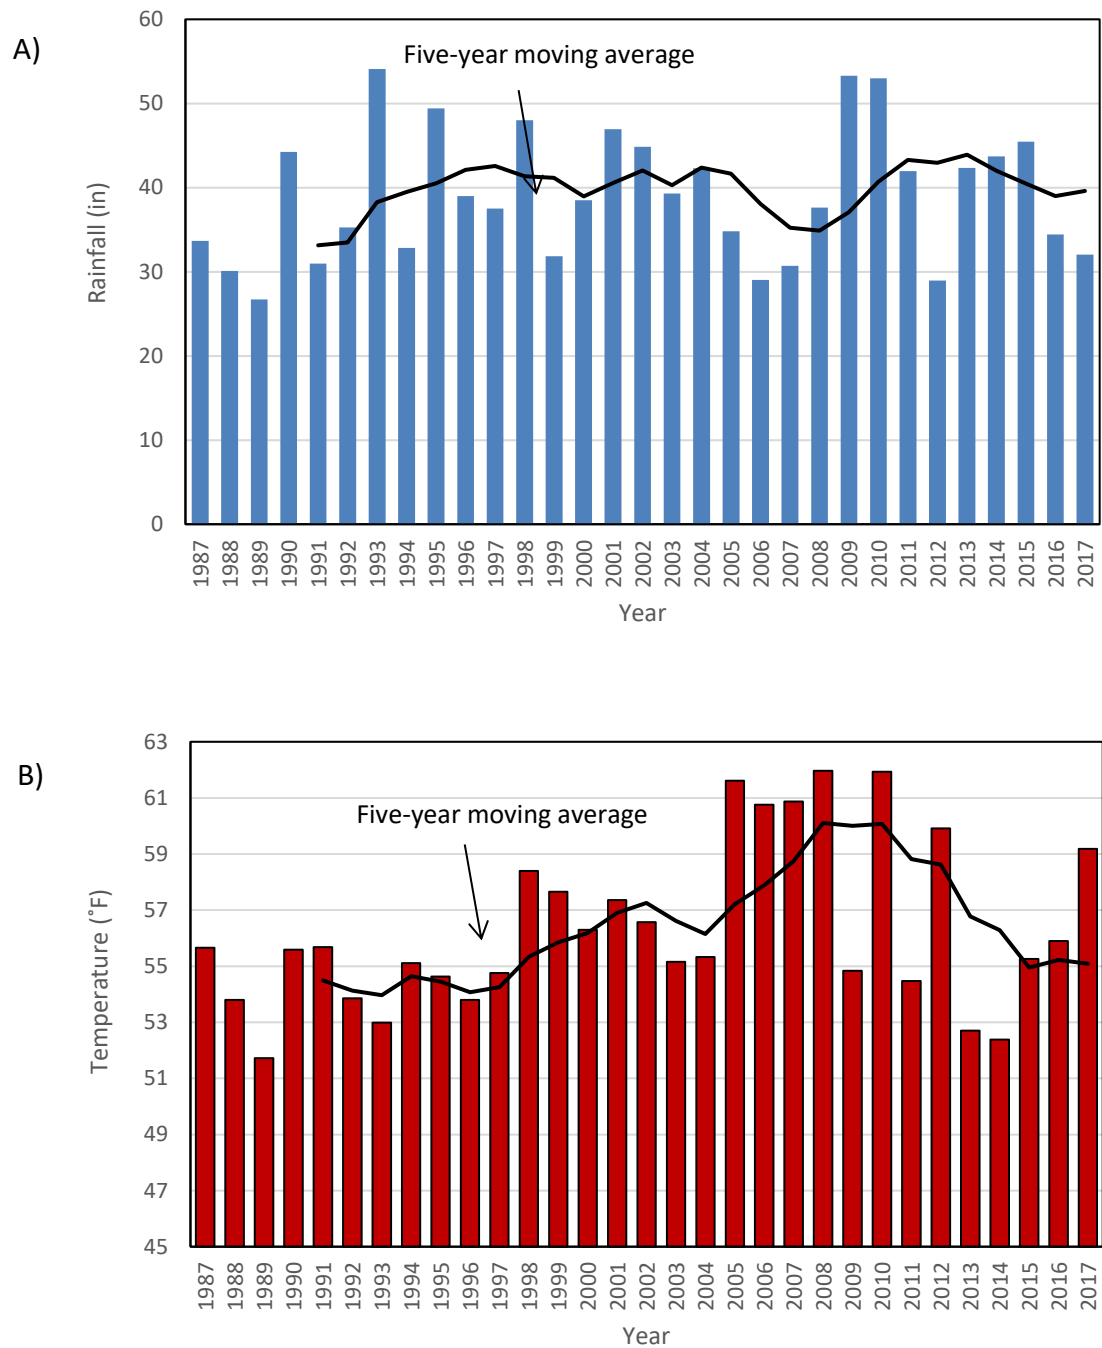 A)
Five-year moving average
Rainfall (in)
60
50
40
30
20
10
0
1987 1988 1989 1990 1991 1992 1993 1994 1995 1996 1997 1998 1999 2000 2001 2002 2003 2004 2005 2006 2007 2008 2009 2010 2011 2012 2013 2014 2015 2016 2017
Year
B)
Five-year moving average
Temperature (˚F)
63
61
59
57
55
53
51
49
47
45
1987 1988 1989 1990 1991 1992 1993 1994 1995 1996 1997 1998 1999 2000 2001 2002 2003 2004 2005 2006 2007 2008 2009 2010 2011 2012 2013 2014 2015 2016 2017
Year